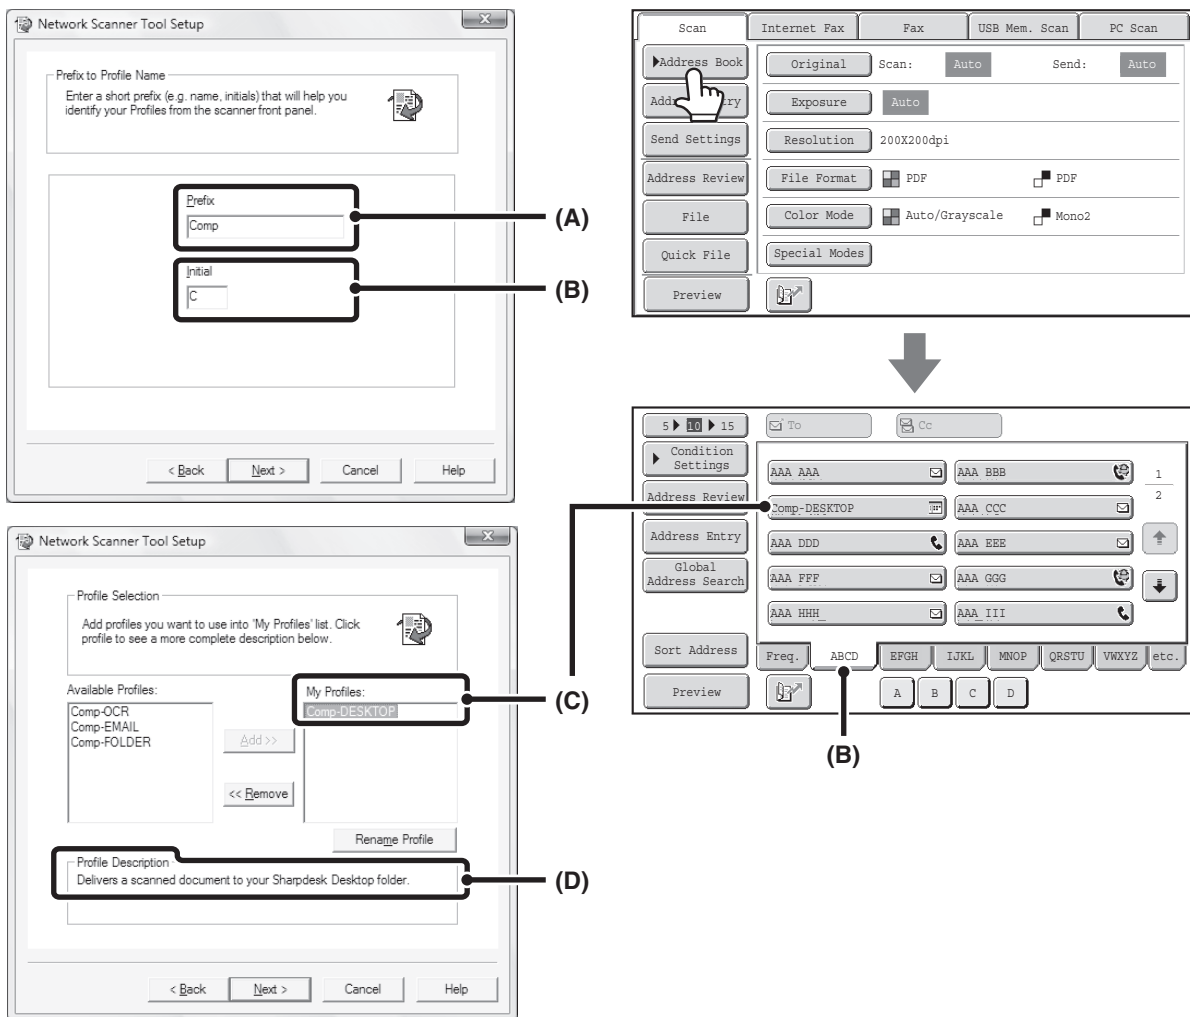 Network Scanner Tool Setup
X
Prefix to Profile Name
Enter a short prefix (e.g. name, initials) that will help you
identify your Profiles from the scanner front panel.
Prefix
Comp
(A)
Initial
C
(B)
< Back Next > Cancel Help
Network Scanner Tool Setup
X
Profile Selection
Add profiles you want to use into 'My Profiles' list. Click
profile to see a more complete description below.
Available Profiles:
Comp-OCR
Comp-EMAIL
Comp-FOLDER
Add >>
<< Remove
My Profiles:
Comp-DESKTOP
(C)
Rename Profile
Profile Description
Delivers a scanned document to your Sharpdesk Desktop folder.
(D)
< Back Next > Cancel Help
Scan Internet Fax Fax USB Mem. Scan PC Scan
Address Book
Send Settings
Address Review
File
Quick File
Preview
Original Scan: Auto Send: Auto
Exposure Auto
Resolution 200X200dpi
File Format PDF PDF
Color Mode Auto/Grayscale Mono2
Special Modes
5 10 15 To Cc
Condition
Settings
Address Review
Address Entry
Global
Address Search
Sort Address
Preview
AAA AAA AAA BBB
Comp-DESKTOP AAA CCC
AAA DDD AAA EEE
AAA FFF AAA GGG
AAA HHH AAA III
1
2
Freq. ABCD EFGH IJKL MNOP QRSTU VWXYZ etc.
A B C D
(B)